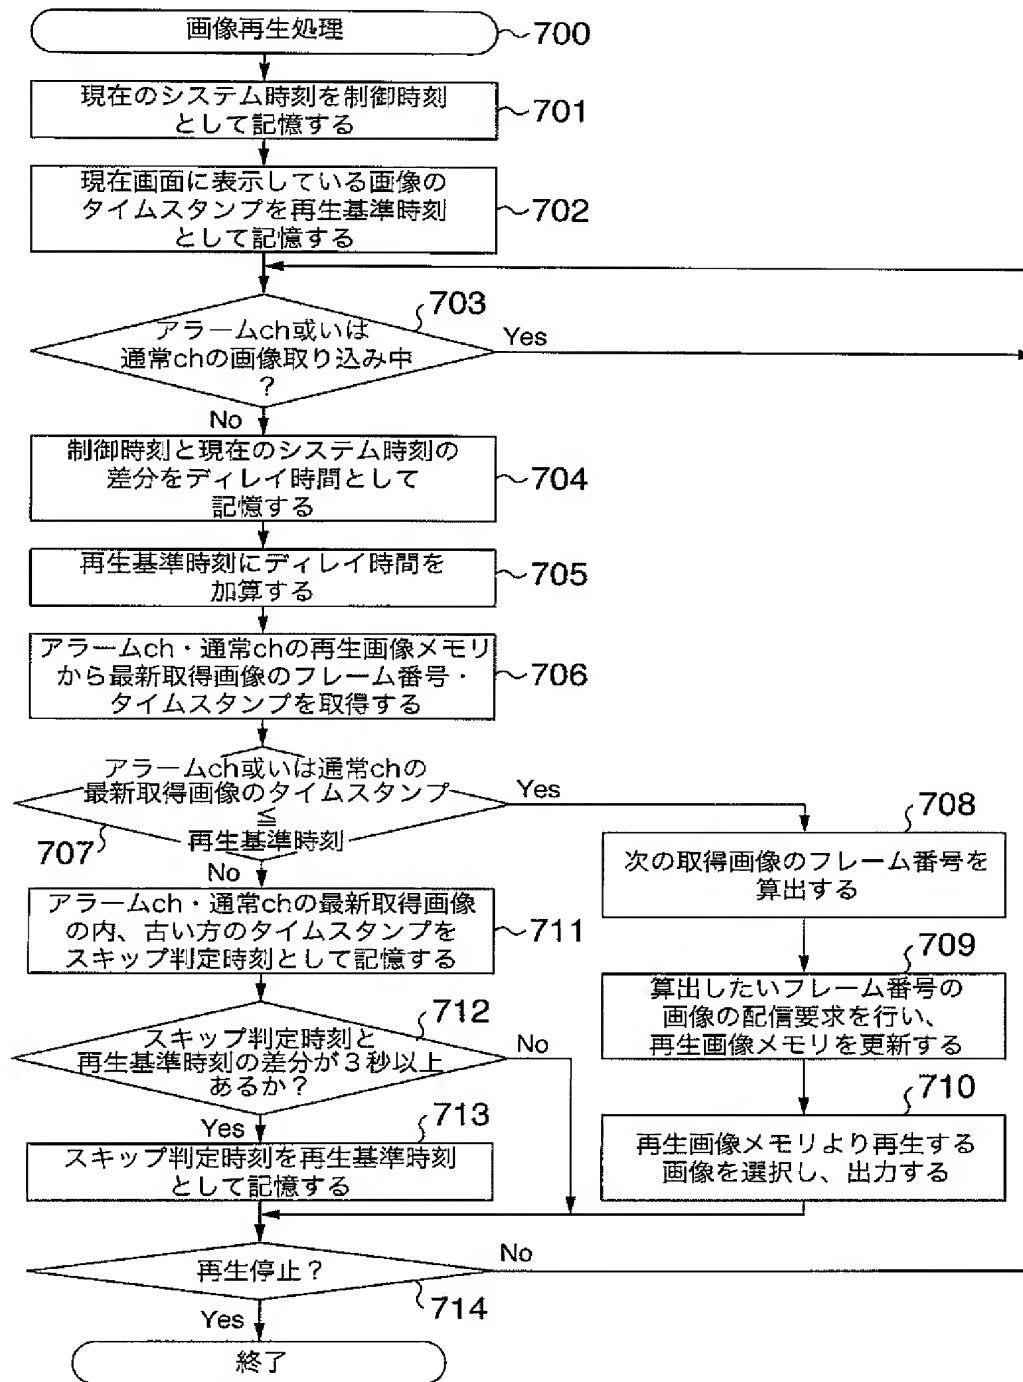 画像再生処理
700
現在のシステム時刻を制御時刻
として記憶する
701
現在画面に表示している画像の
タイムスタンプを再生基準時刻
として記憶する
702
703
アラームch或いは
通常chの画像取り込み中
?
Yes
No
制御時刻と現在のシステム時刻の
差分をディレイ時間として
記憶する
704
再生基準時刻にディレイ時間を
加算する
705
アラームch・通常chの再生画像メモリ
から最新取得画像のフレーム番号・
タイムスタンプを取得する
706
アラームch或いは通常chの
最新取得画像のタイムスタンプ
≦
再生基準時刻
707
Yes
No
708
次の取得画像のフレーム番号を
算出する
709
算出したいフレーム番号の
画像の配信要求を行い、
再生画像メモリを更新する
710
再生画像メモリより再生する
画像を選択し、出力する
アラームch・通常chの最新取得画像
の内、古い方のタイムスタンプを
スキップ判定時刻として記憶する
711
712
スキップ判定時刻と
再生基準時刻の差分が3秒以上
あるか?
No
Yes
713
スキップ判定時刻を再生基準時刻
として記憶する
再生停止?
No
714
Yes
終了